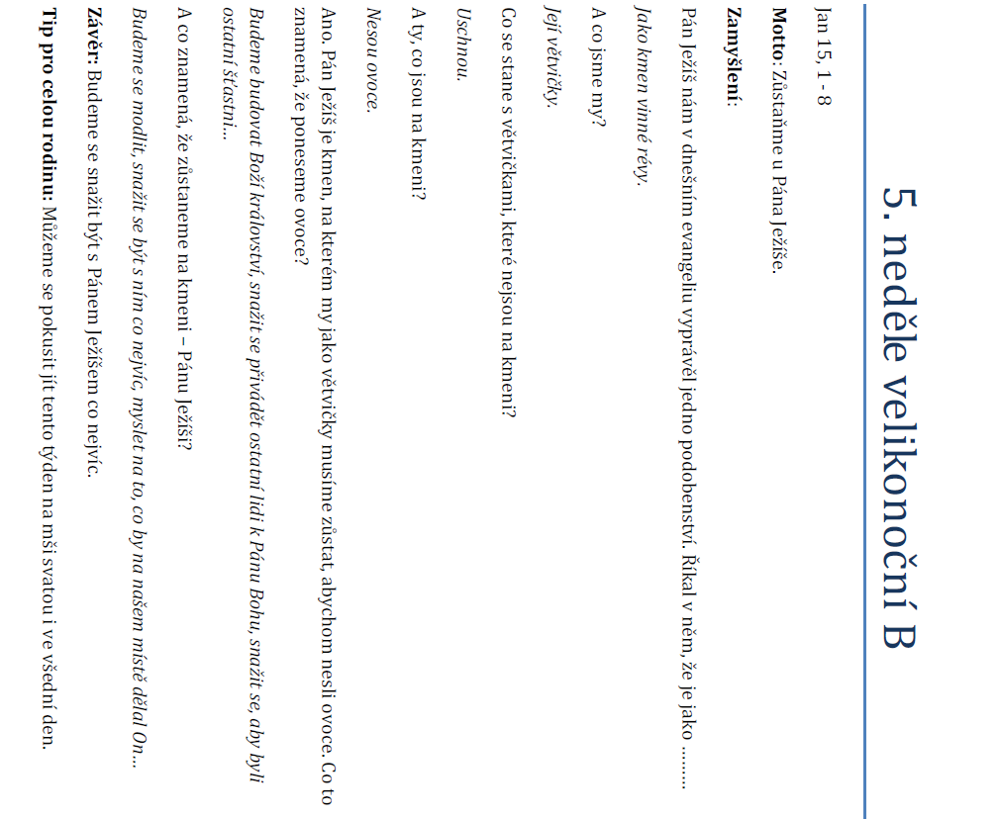 5. neděle velikonoční B
Jan 15, 1 - 8
Motto: Zůstaňme u Pána Ježíše.
Zamyšlení:
Pán Ježíš nám v dnešním evangeliu vyprávěl jedno podobenství. Říkal v něm, že je jako .........
Jako kmen vinné révy.
A co jsme my?
Její větvičky.
Co se stane s větvičkami, které nejsou na kmeni?
Uschnou.
A ty, co jsou na kmeni?
Nesou ovoce.
Ano. Pán Ježíš je kmen, na kterém my jako větvičky musíme zůstat, abychom nesli ovoce. Co to
znamená, že poneseme ovoce?
Budeme budovat Boží království, snažit se přivádět ostatní lidi k Pánu Bohu, snažit se, aby byli
ostatní šťastni...
A co znamená, že zůstaneme na kmeni – Pánu Ježíši?
Budeme se modlit, snažit se být s ním co nejvíc, myslet na to, co by na našem místě dělal On...
Závěr: Budeme se snažit být s Pánem Ježíšem co nejvíc.
Tip pro celou rodinu: Můžeme se pokusit jít tento týden na mši svatou i ve všední den.